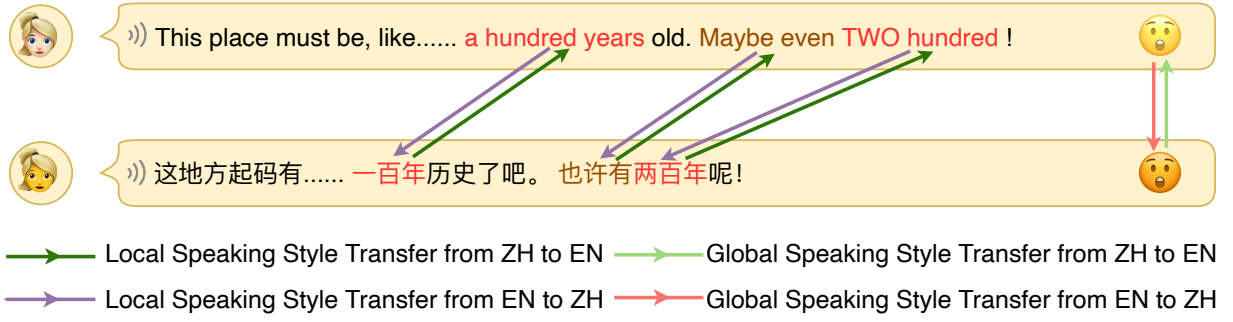 This place must be, like...... a hundred years old. Maybe even TWO hundred !
这地方起码有...... 一百年历史了吧。 也许有两百年呢!
Local Speaking Style Transfer from ZH to EN
Global Speaking Style Transfer from ZH to EN
Local Speaking Style Transfer from EN to ZH
Global Speaking Style Transfer from EN to ZH